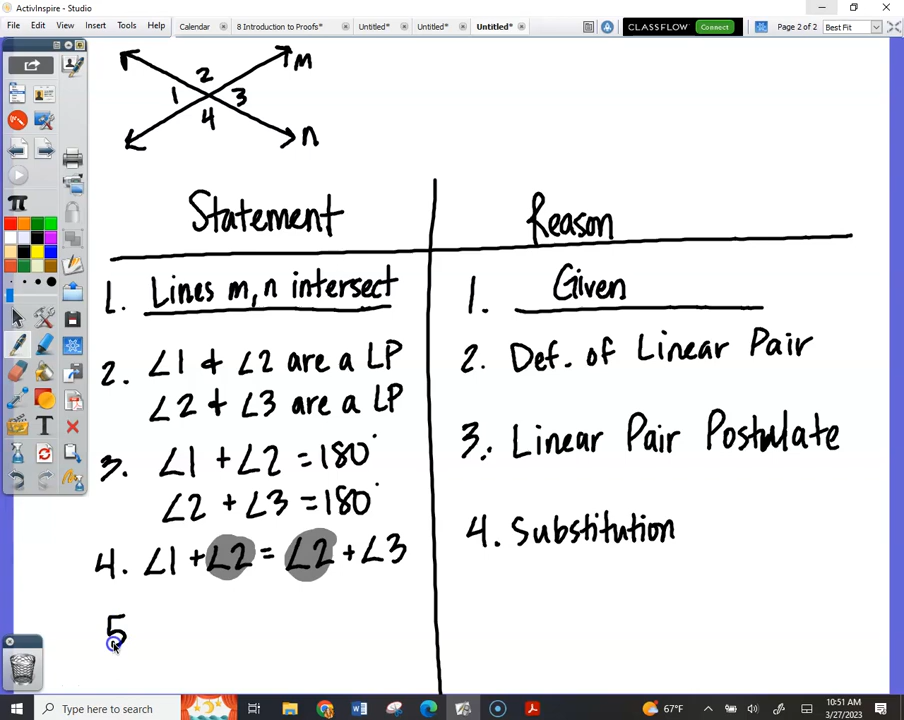 ActivInspire - Studio
File Edit View Insert Tools Help Calendar 8 Introduction to Proofs* Untitled* Untitled* Untitled* CLASSFLOW Connect Page 2 of 2 Best Fit
m
2
1 3
4
n
Statement Reason
1. Lines m, n intersect 1. Given
2. ∠1 + ∠2 are a LP 2. Def. of Linear Pair
∠2 + ∠3 are a LP
3. ∠1 + ∠2 = 180° 3. Linear Pair Postulate
∠2 + ∠3 = 180°
4. ∠1 + ∠2 = ∠2 + ∠3 4. Substitution
5
Type here to search 67°F 10:51 AM
3/27/2023